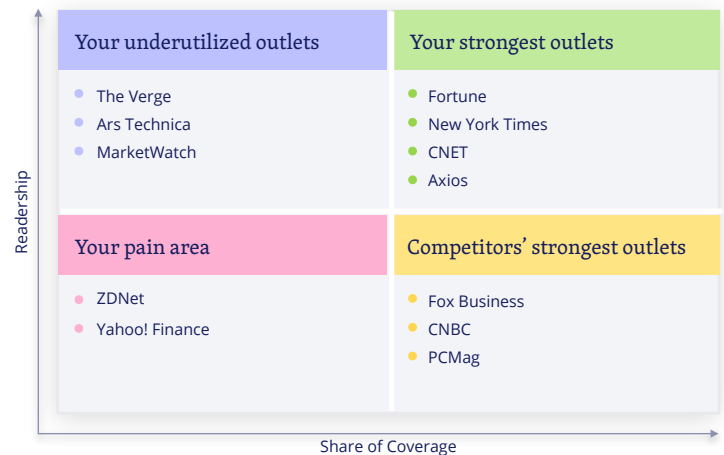 Your underutilized outlets
The Verge
Ars Technica
MarketWatch
Your strongest outlets
Fortune
New York Times
CNET
Axios
Your pain area
ZDNet
Yahoo! Finance
Competitors’ strongest outlets
Fox Business
CNBC
PCMag
Readership
Share of Coverage